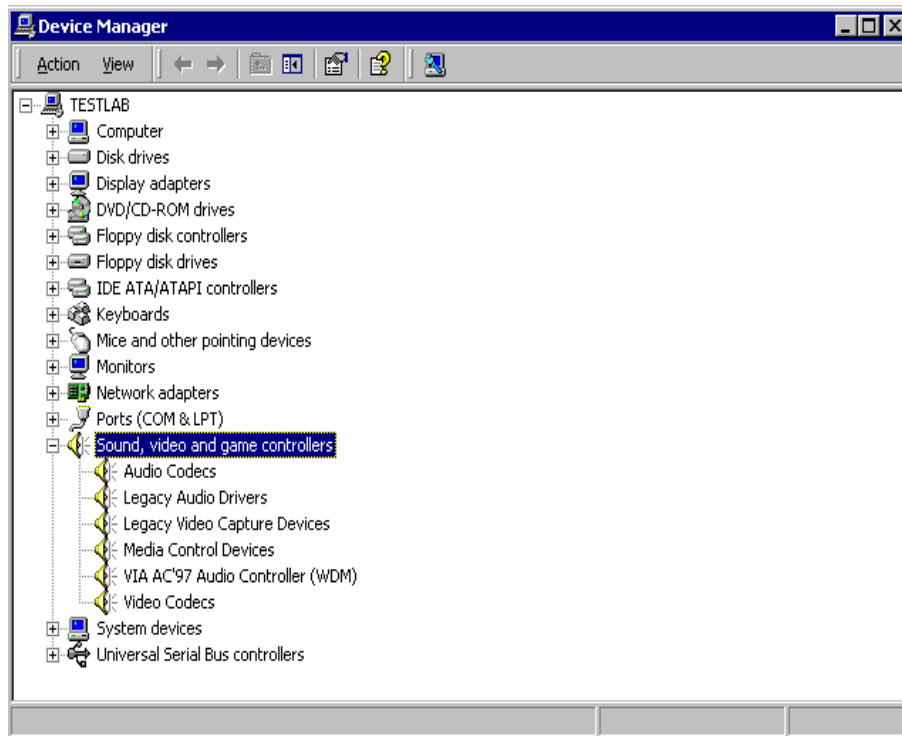 Device Manager
Action View
TESTLAB
Computer
Disk drives
Display adapters
DVD/CD-ROM drives
Floppy disk controllers
Floppy disk drives
IDE ATA/ATAPI controllers
Keyboards
Mice and other pointing devices
Monitors
Network adapters
Ports (COM & LPT)
Sound, video and game controllers
Audio Codecs
Legacy Audio Drivers
Legacy Video Capture Devices
Media Control Devices
VIA AC'97 Audio Controller (WDM)
Video Codecs
System devices
Universal Serial Bus controllers